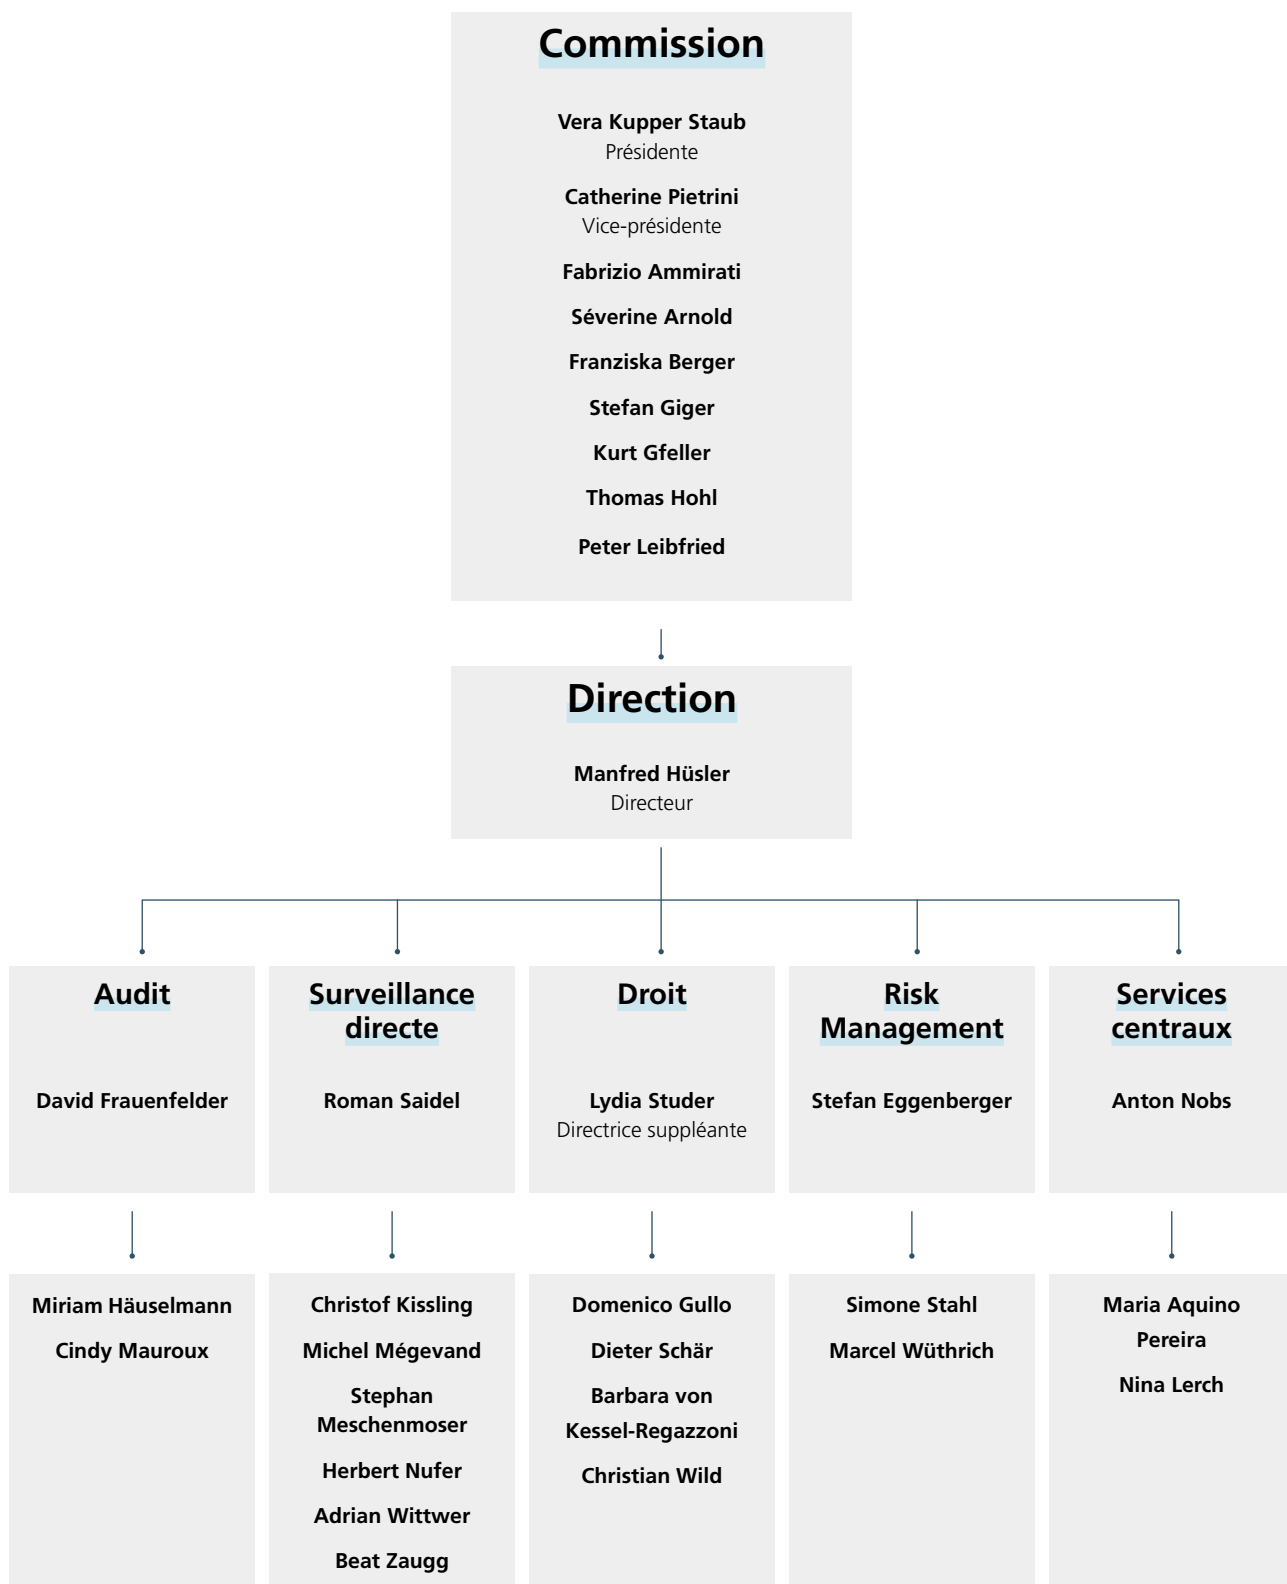 Commission
Vera Kupper Staub
Présidente
Catherine Pietrini
Vice-présidente
Fabrizio Ammirati
Séverine Arnold
Franziska Berger
Stefan Giger
Kurt Gfeller
Thomas Hohl
Peter Leibfried
Direction
Manfred Hüsler
Directeur
Audit
David Frauenfelder
Surveillance
directe
Roman Saidel
Droit
Lydia Studer
Directrice suppléante
Risk
Management
Stefan Eggenberger
Services
centraux
Anton Nobs
Miriam Häuselmann
Cindy Mauroux
Christof Kissling
Michel Mégevand
Stephan
Meschenmoser
Herbert Nufer
Adrian Wittwer
Beat Zaugg
Domenico Gullo
Dieter Schär
Barbara von
Kessel-Regazzoni
Christian Wild
Simone Stahl
Marcel Wüthrich
Maria Aquino
Pereira
Nina Lerch